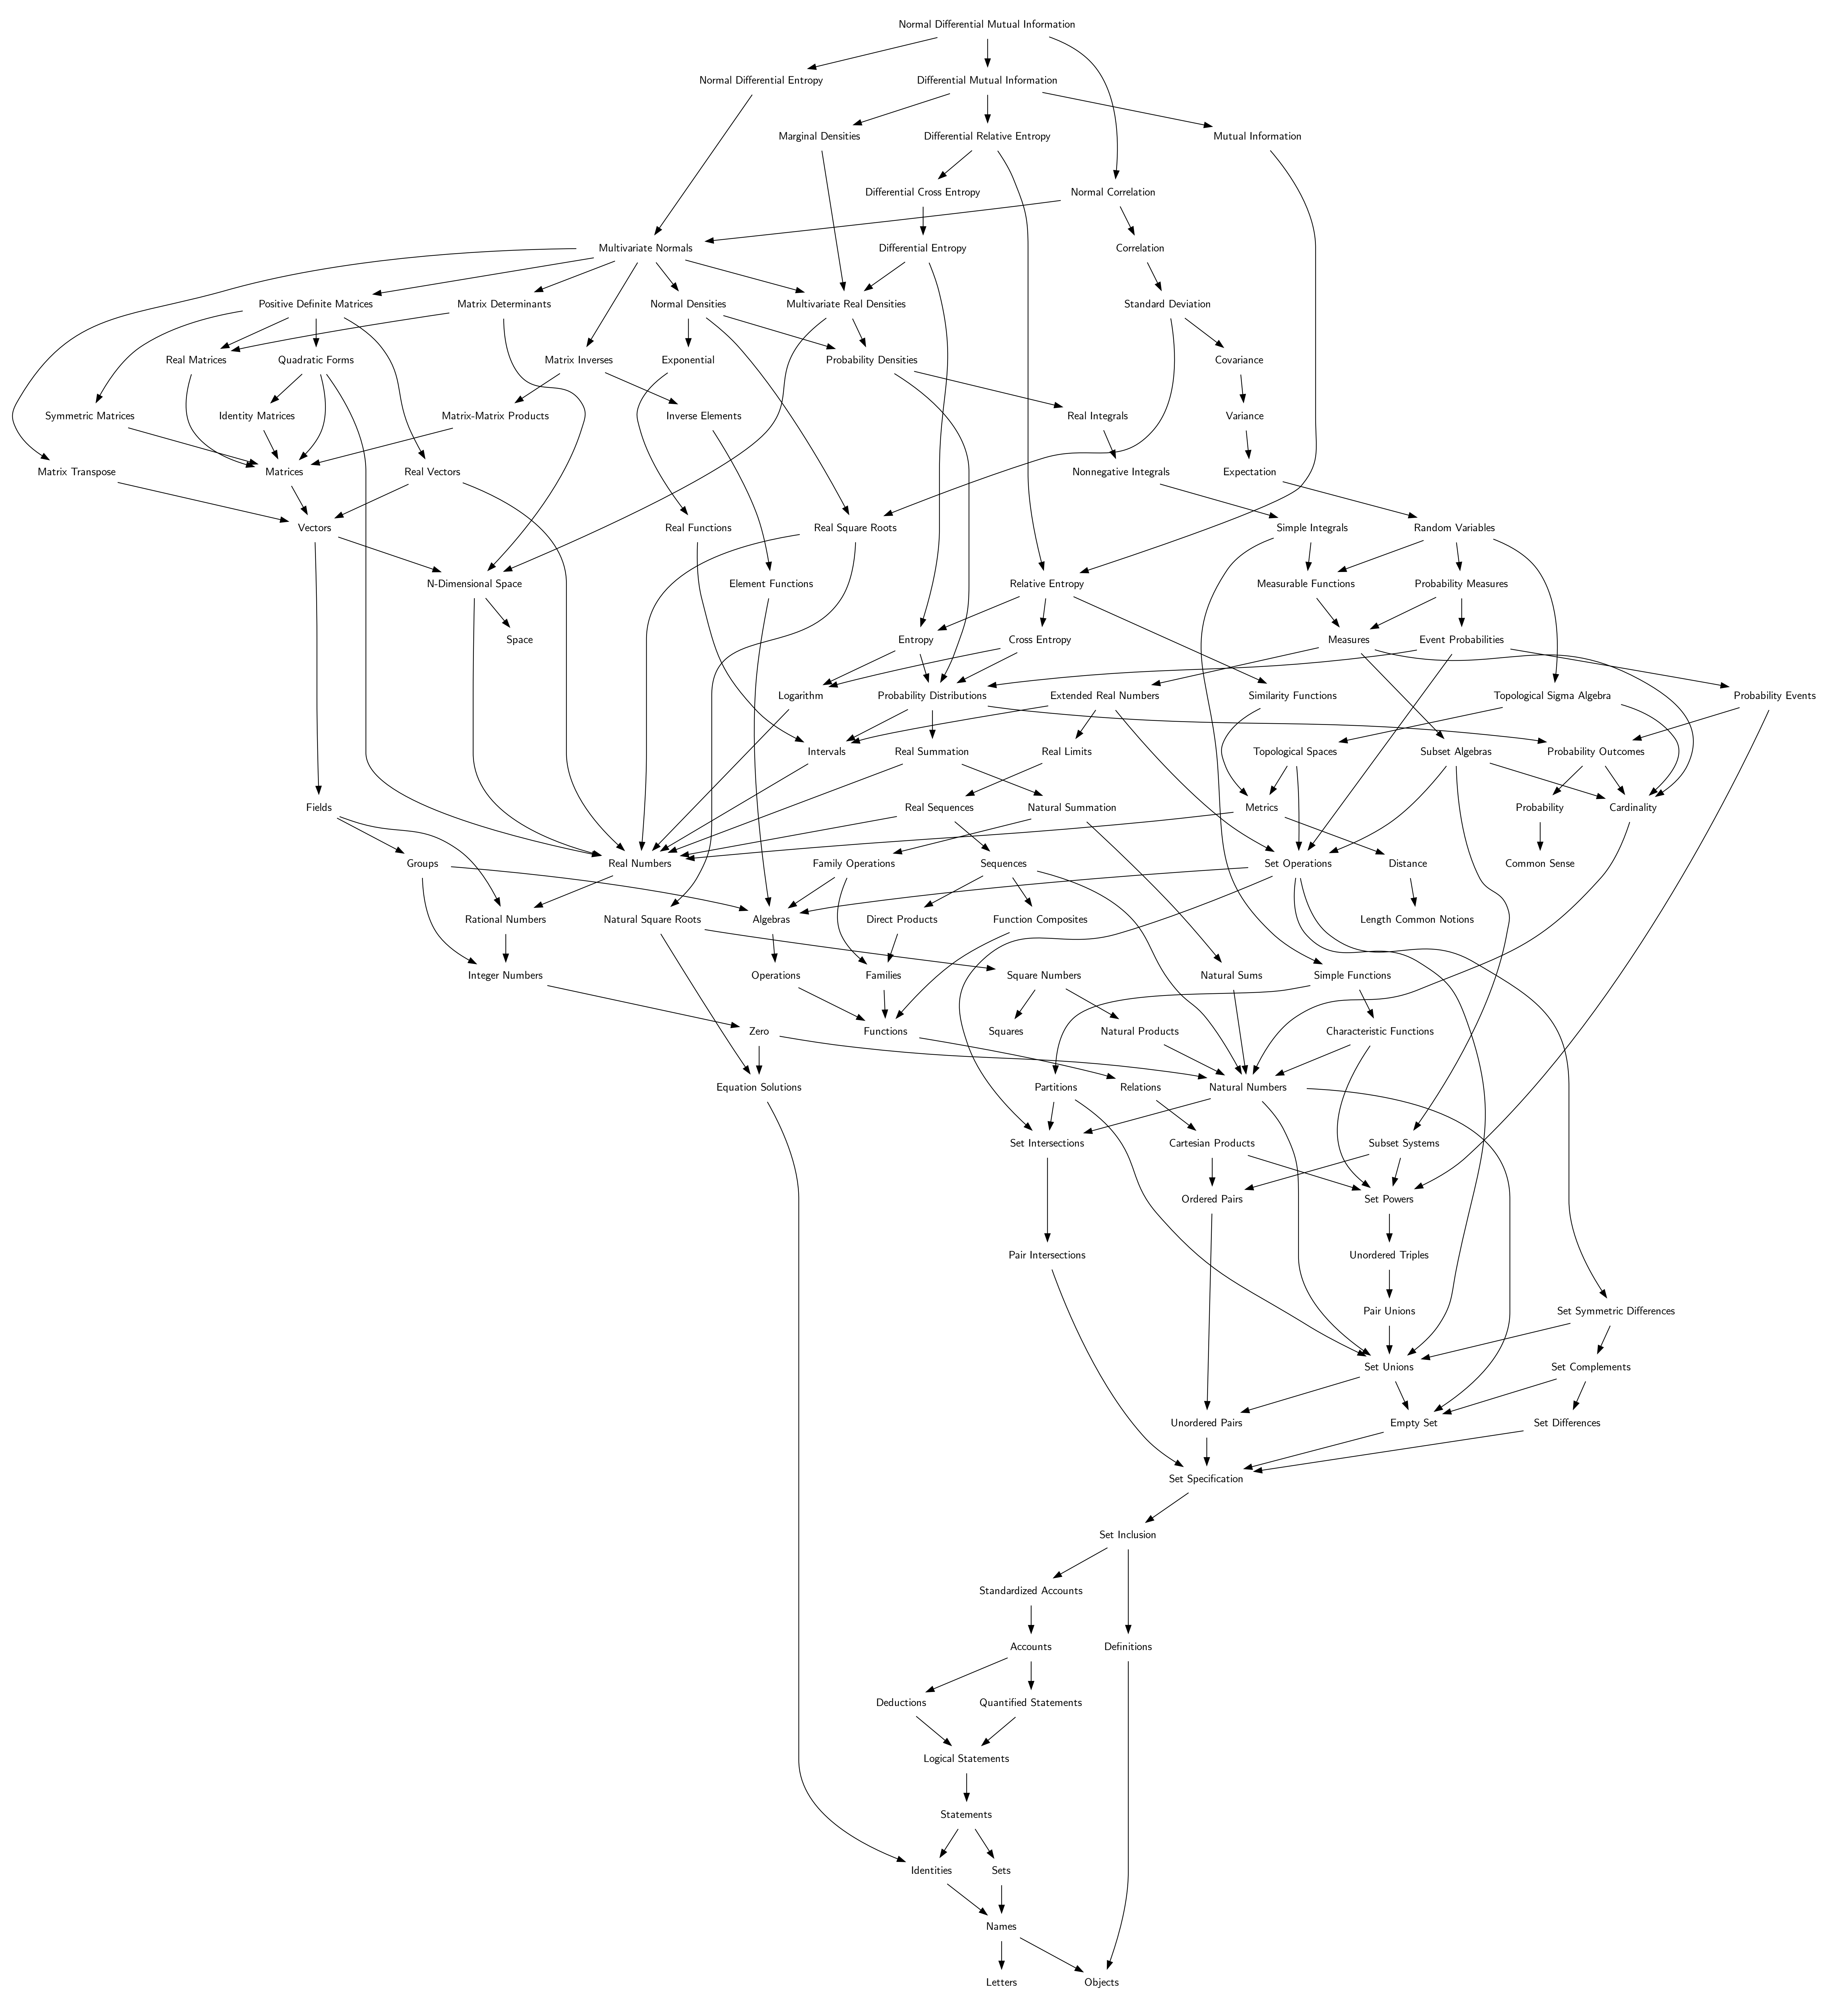 Normal Differential Mutual Information
Normal Differential Entropy
Differential Mutual Information
Marginal Densities
Differential Relative Entropy
Mutual Information
Differential Cross Entropy
Normal Correlation
Multivariate Normals
Differential Entropy
Correlation
Positive Definite Matrices
Matrix Determinants
Normal Densities
Multivariate Real Densities
Standard Deviation
Real Matrices
Quadratic Forms
Matrix Inverses
Exponential
Probability Densities
Covariance
Symmetric Matrices
Identity Matrices
Matrix-Matrix Products
Inverse Elements
Real Integrals
Variance
Matrix Transpose
Matrices
Real Vectors
Nonnegative Integrals
Expectation
Vectors
Real Functions
Real Square Roots
Simple Integrals
Random Variables
N-Dimensional Space
Element Functions
Relative Entropy
Measurable Functions
Probability Measures
Space
Entropy
Cross Entropy
Measures
Event Probabilities
Logarithm
Probability Distributions
Extended Real Numbers
Similarity Functions
Topological Sigma Algebra
Probability Events
Intervals
Real Summation
Real Limits
Topological Spaces
Subset Algebras
Probability Outcomes
Fields
Real Sequences
Natural Summation
Metrics
Probability
Cardinality
Groups
Real Numbers
Family Operations
Sequences
Set Operations
Distance
Common Sense
Rational Numbers
Natural Square Roots
Algebras
Direct Products
Function Composites
Length Common Notions
Integer Numbers
Operations
Families
Square Numbers
Natural Sums
Simple Functions
Zero
Functions
Squares
Natural Products
Characteristic Functions
Equation Solutions
Partitions
Relations
Natural Numbers
Set Intersections
Cartesian Products
Subset Systems
Ordered Pairs
Set Powers
Pair Intersections
Unordered Triples
Pair Unions
Set Symmetric Differences
Set Unions
Set Complements
Unordered Pairs
Empty Set
Set Differences
Set Specification
Set Inclusion
Standardized Accounts
Accounts
Definitions
Deductions
Quantified Statements
Logical Statements
Statements
Identities
Sets
Names
Letters
Objects